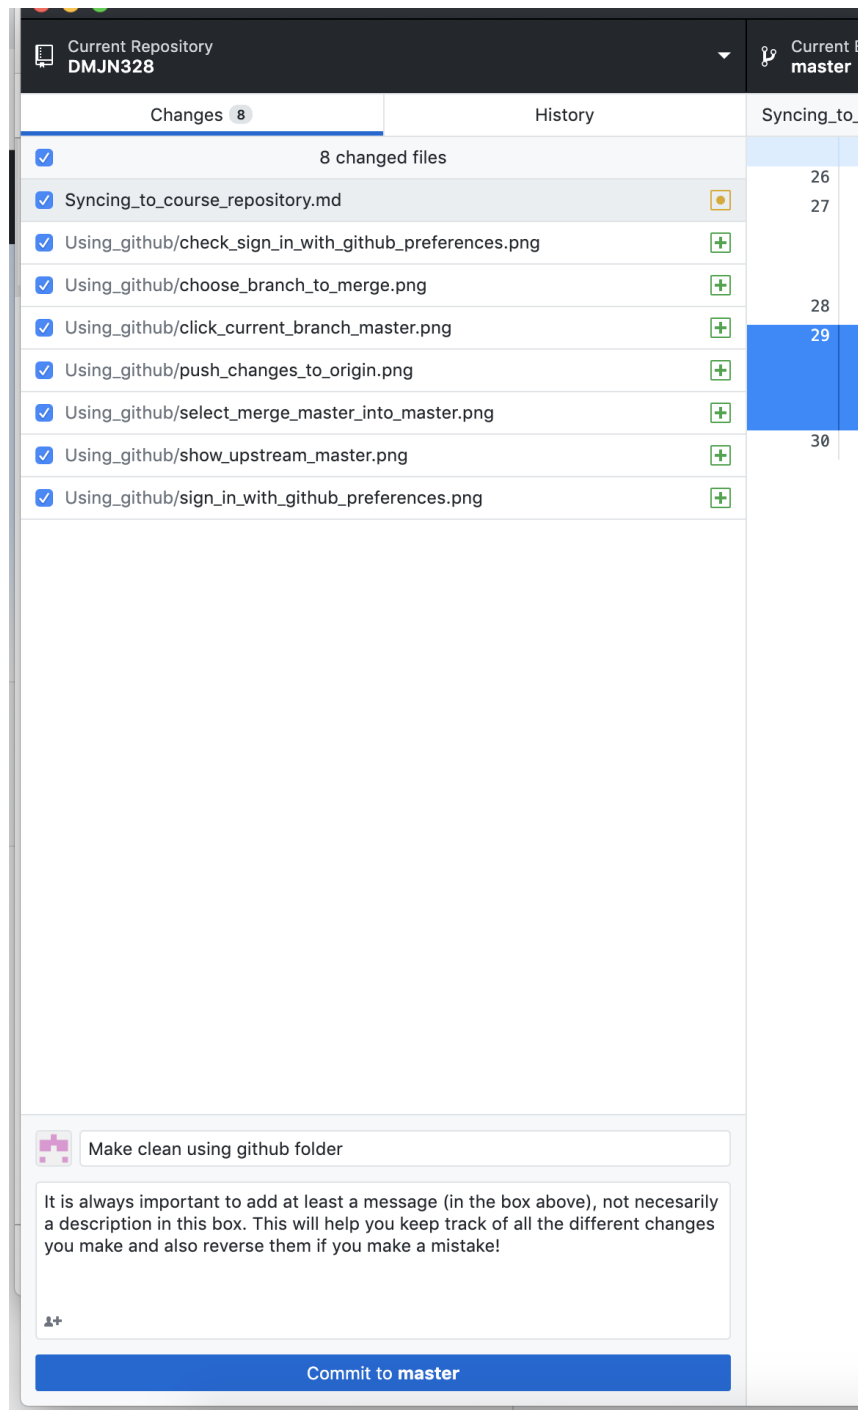 Current Repository
DMJN328
Current
master
Changes 8
History
Syncing_to_
8 changed files
Syncing_to_course_repository.md
Using_github/check_sign_in_with_github_preferences.png
Using_github/choose_branch_to_merge.png
Using_github/click_current_branch_master.png
Using_github/push_changes_to_origin.png
Using_github/select_merge_master_into_master.png
Using_github/show_upstream_master.png
Using_github/sign_in_with_github_preferences.png
26
27
28
29
30
Make clean using github folder
It is always important to add at least a message (in the box above), not necesarily
a description in this box. This will help you keep track of all the different changes
you make and also reverse them if you make a mistake!
Commit to master